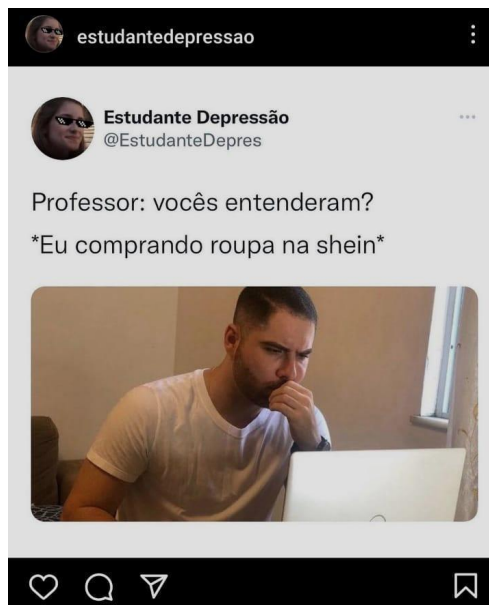 estudantedepressao
Estudante Depressão
@EstudanteDepres
Professor: vocês entenderam?
*Eu comprando roupa na shein*